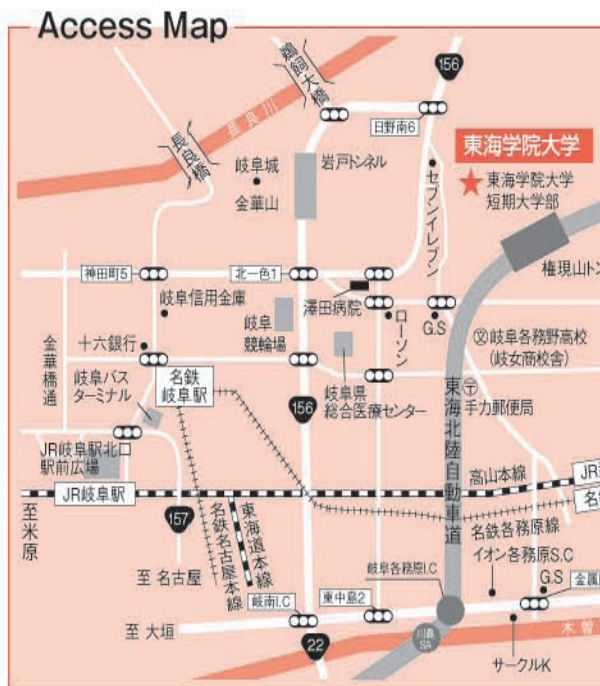 Access Map
156
鵜飼大橋
長良川
長良橋
日野南6
東海学院大学
岐阜城
金華山
岩戸トンネル
セブンイレブン
東海学院大学
短期大学部
権現山トン
神田町5
北一色1
岐阜信用金庫
澤田病院
ローソン
G.S
十六銀行
岐阜
競輪場
岐阜県
総合医療センター
文 岐阜各務野高校
(岐女商校舎)
金華橋通
岐阜バス
ターミナル
名鉄
岐阜駅
156
〒
手力郵便局
東海北陸自動車道
JR岐阜駅北口
駅前広場
高山本線
JR
JR岐阜駅
至米原
157
名鉄名古屋本線
東海道本線
名鉄各務原線
至 名古屋
岐阜各務原I.C
イオン各務原S.C
G.S
岐南I.C
東中島2
金属
至 大垣
22
川島
SA
木曽
サークルK